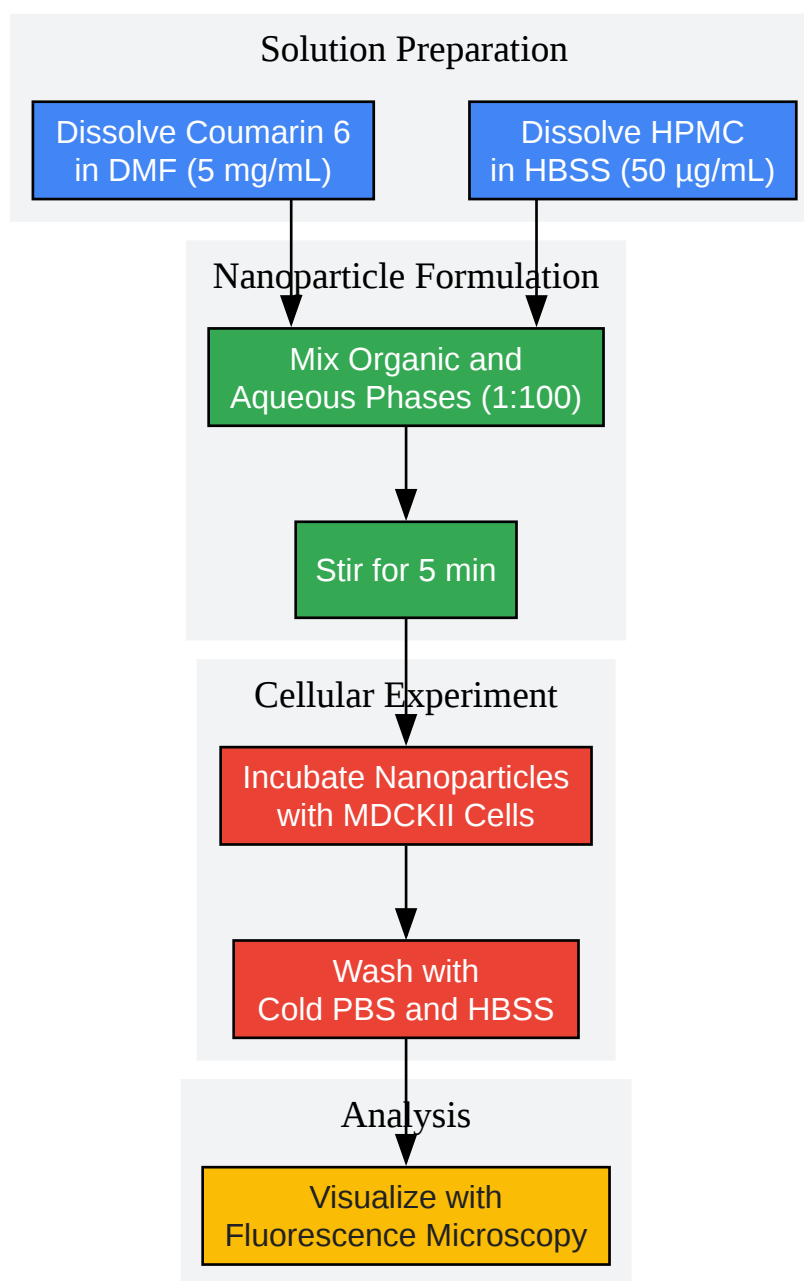 Solution Preparation
Dissolve Coumarin 6
in DMF (5 mg/mL)
Dissolve HPMC
in HBSS (50 µg/mL)
Nanoparticle Formulation
Mix Organic and
Aqueous Phases (1:100)
Stir for 5 min
Cellular Experiment
Incubate Nanoparticles
with MDCKII Cells
Wash with
Cold PBS and HBSS
Analysis
Visualize with
Fluorescence Microscopy